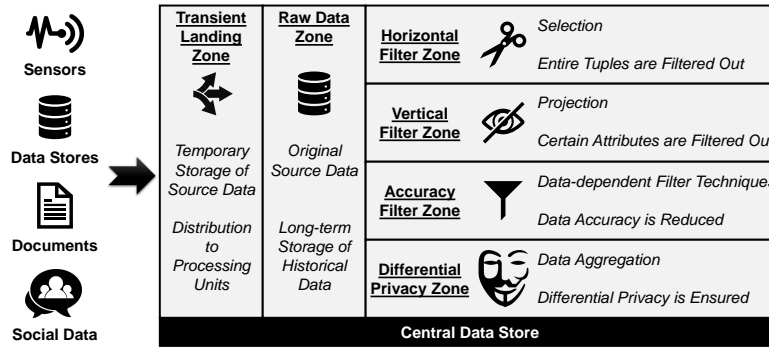 Sensors
Data Stores
Documents
Social Data
Transient
Landing
Zone
Temporary
Storage of
Source Data
Distribution
to
Processing
Units
Raw Data
Zone
Original
Source Data
Long-term
Storage of
Historical
Data
Horizontal
Filter Zone
Selection
Entire Tuples are Filtered Out
Vertical
Filter Zone
Projection
Certain Attributes are Filtered Ou
Accuracy
Filter Zone
Data-dependent Filter Techniques
Data Accuracy is Reduced
Differential
Privacy Zone
Data Aggregation
Differential Privacy is Ensured
Central Data Store